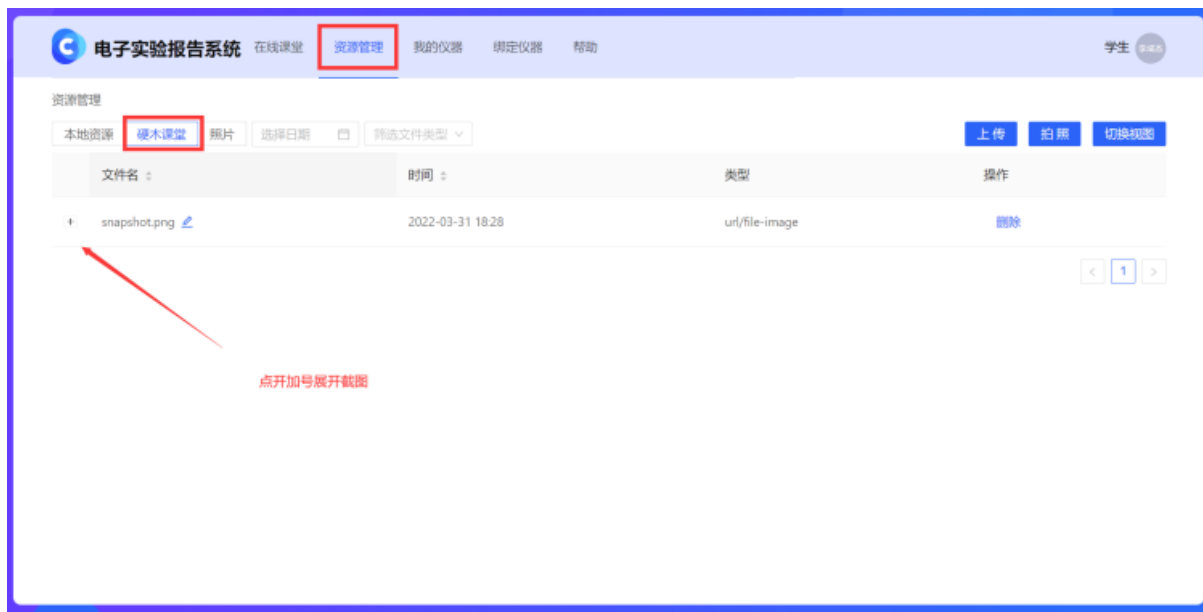 电子实验报告系统 在线课堂 资源管理 我的仪器 绑定仪器 帮助 学生
资源管理
本地资源 硬木课堂 照片 选择日期 筛选文件类型 上传 拍照 切换视图
文件名 时间 类型 操作
+ snapshot.png 2022-03-31 18:28 url/file-image 删除
< 1 >
点开加号展开截图